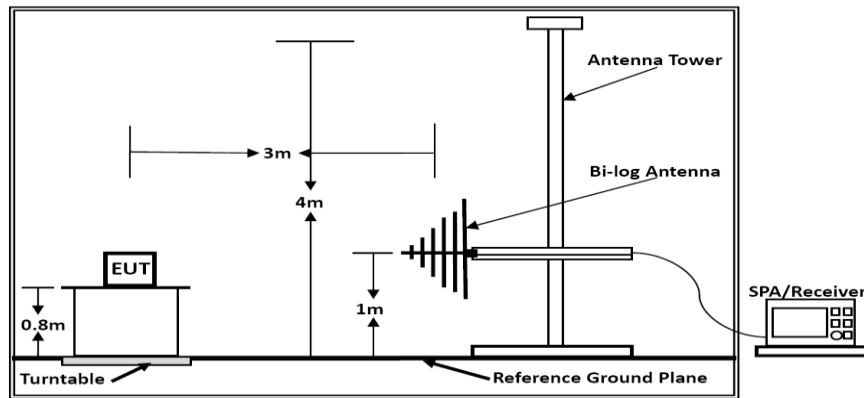 Antenna Tower
3m
Bi-log Antenna
4m
EUT
SPA/Receiver
0.8m
1m
Turntable
Reference Ground Plane